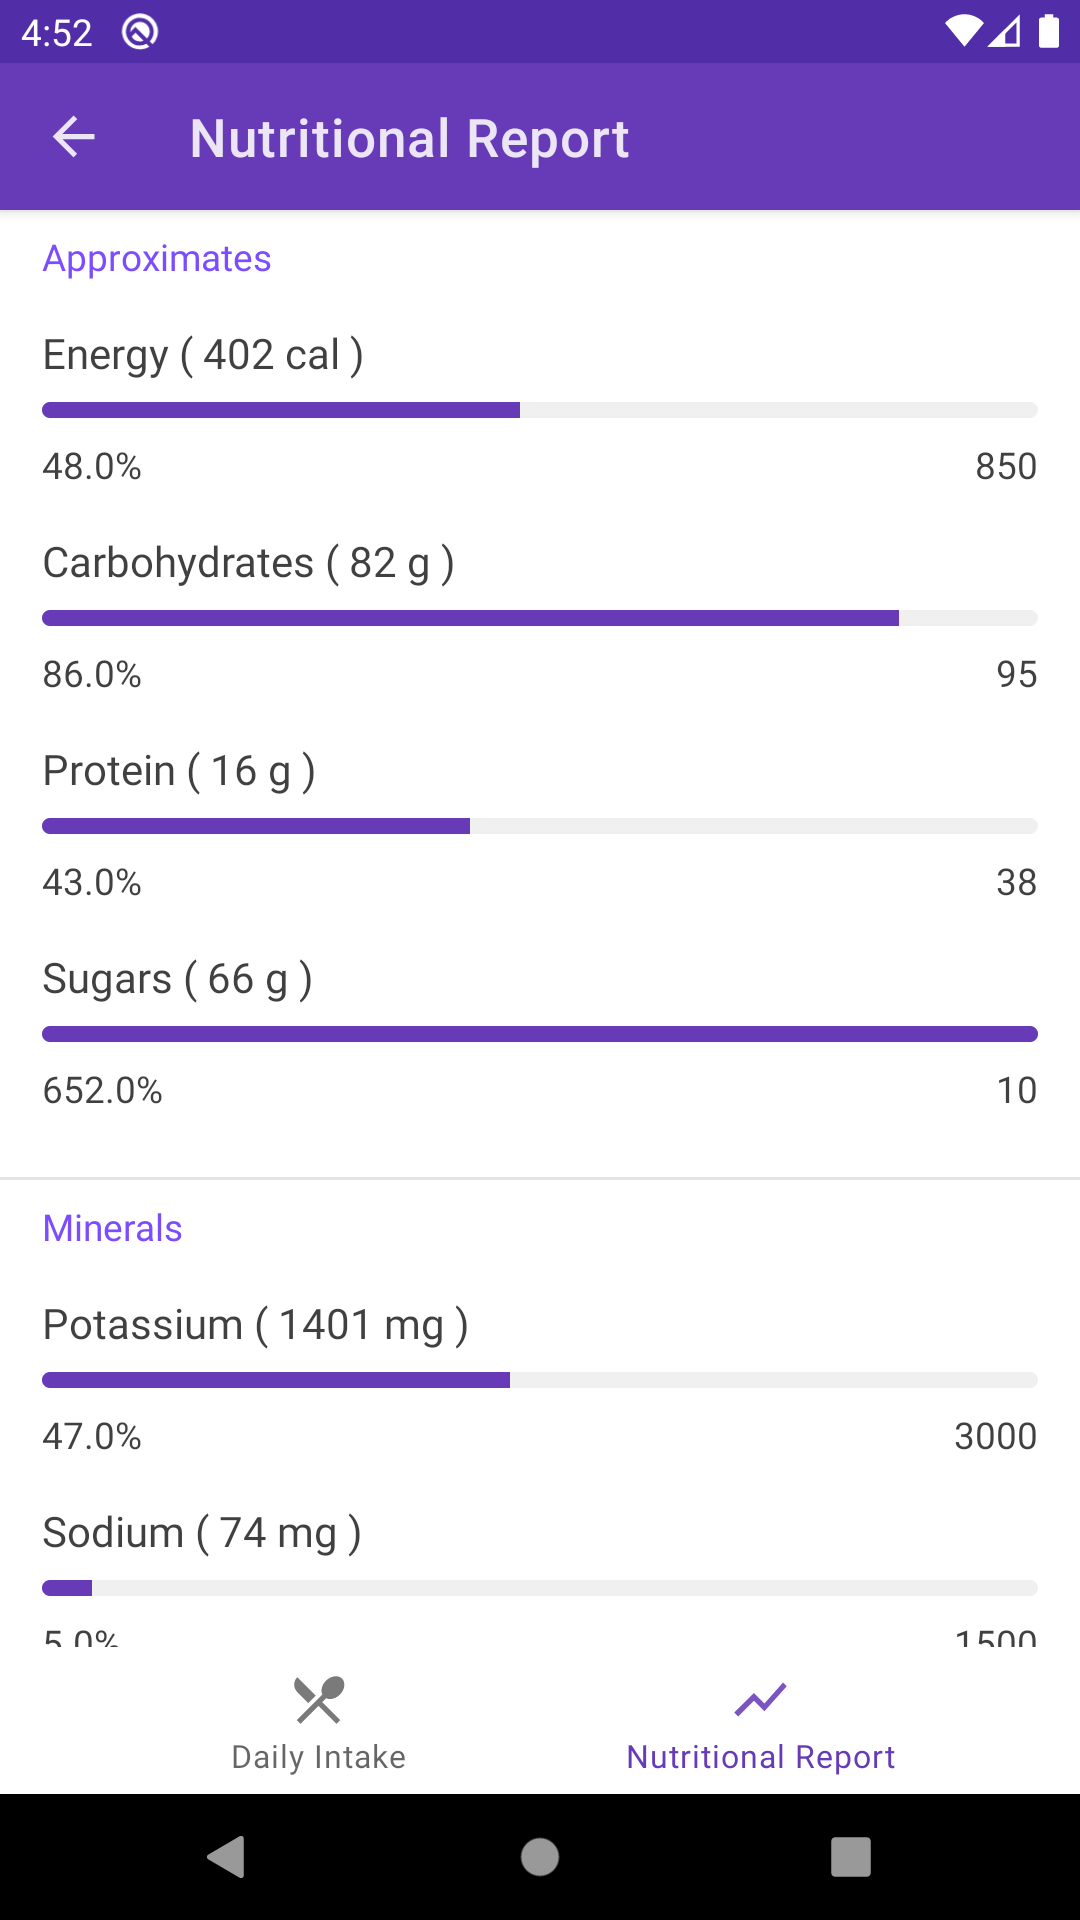 4:52
Nutritional Report
Approximates
Energy ( 402 cal )
48.0% 850
Carbohydrates ( 82 g )
86.0% 95
Protein ( 16 g )
43.0% 38
Sugars ( 66 g )
652.0% 10
Minerals
Potassium ( 1401 mg )
47.0% 3000
Sodium ( 74 mg )
5.0% 1500
Daily Intake
Nutritional Report